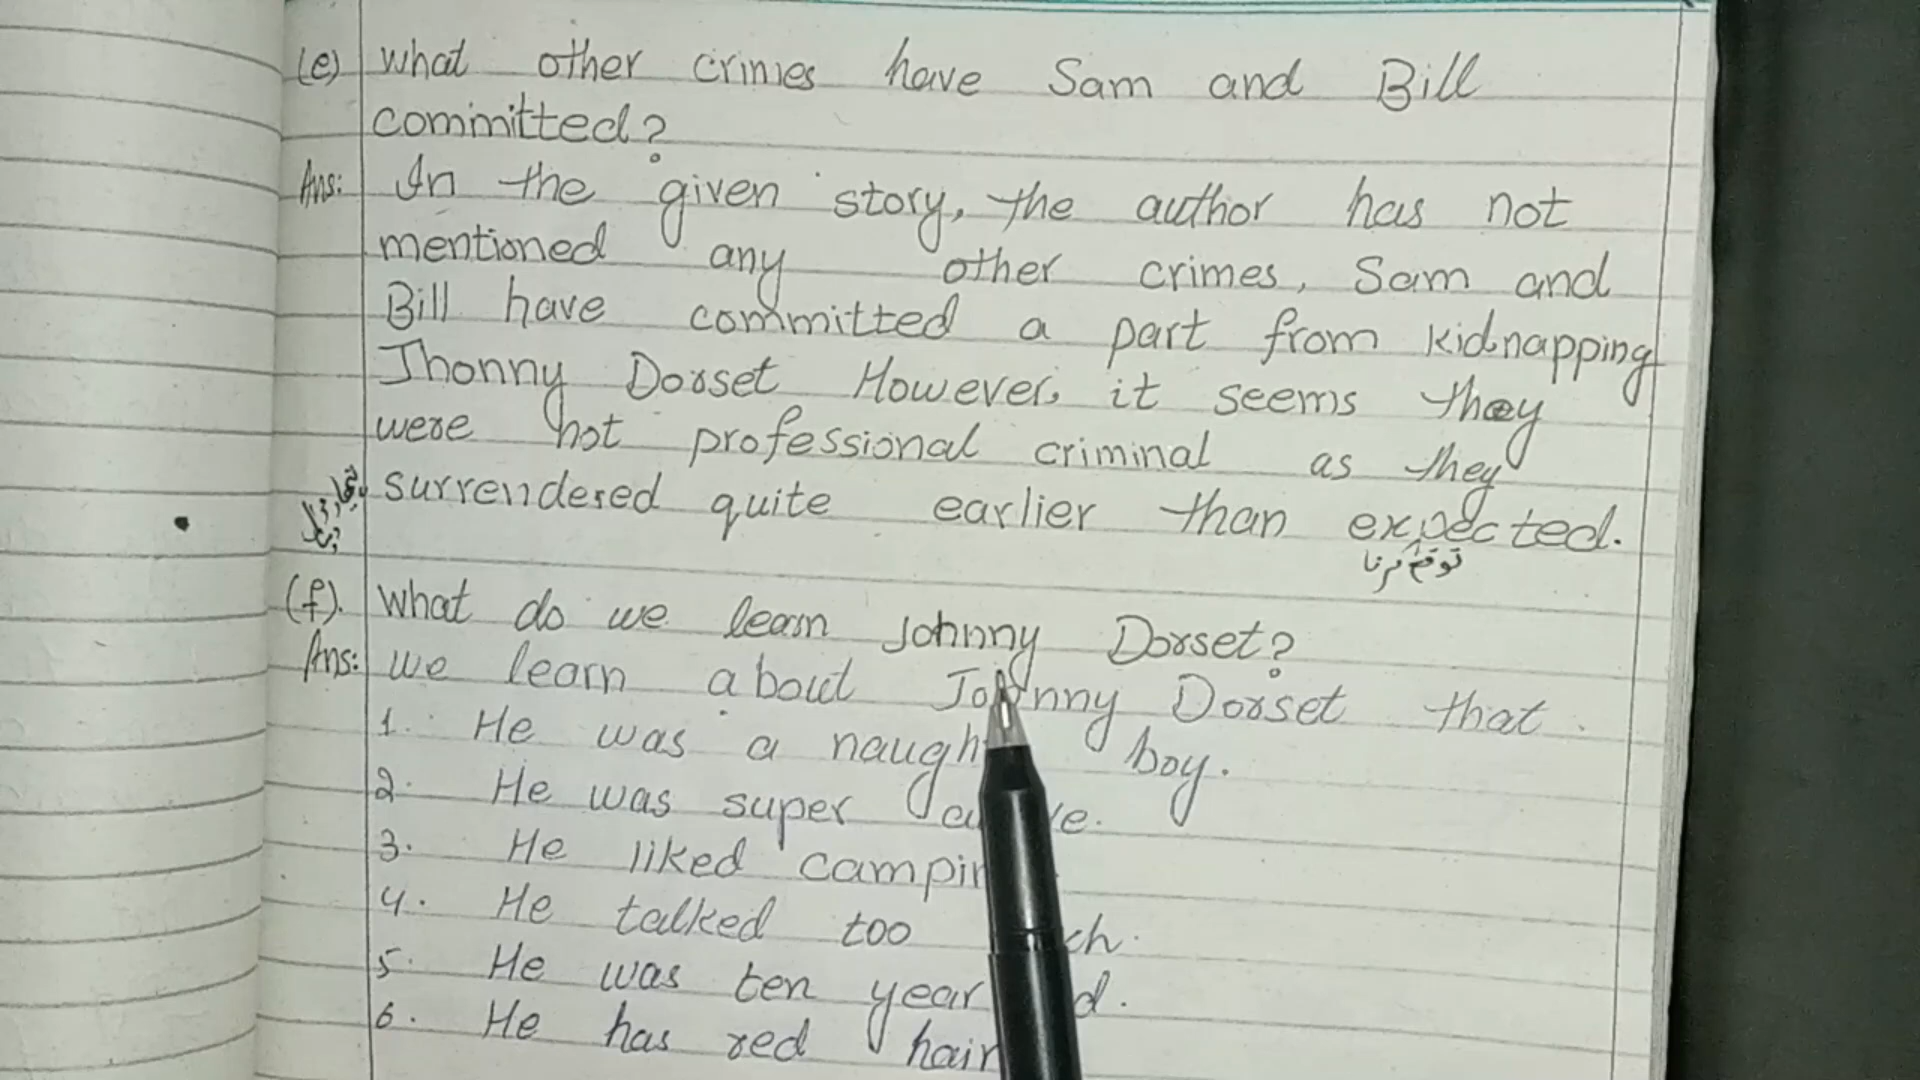 (e) What other crimes have Sam and Bill
committed?
Ans: In the given story, the author has not
mentioned any other crimes, Sam and
Bill have committed a part from kidnapping
Jhonny Dorset However, it seems they
were not professional criminal as they
surrendered quite earlier than expected.
توقع کرنا
(f). What do we learn Johnny Dorset?
Ans: we learn about Johnny Dorset that
1. He was a naugh boy.
2. He was super
3. He liked campin
4. He talked too
5. He was ten year
6. He has red hair